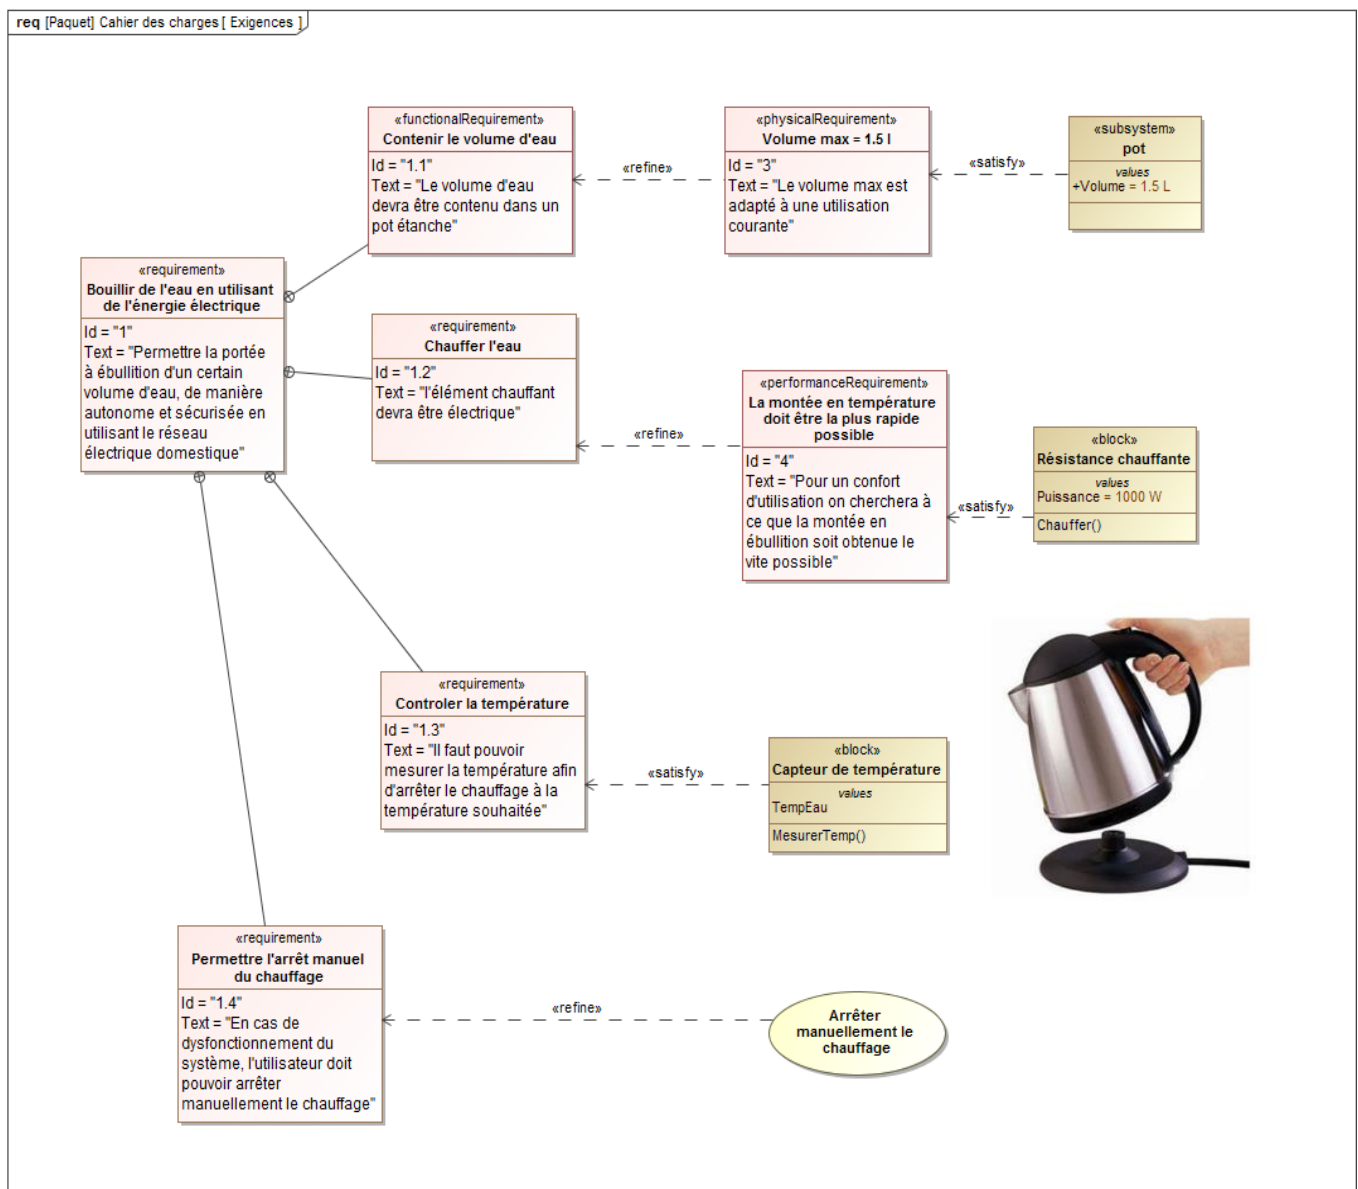 req [Paquet] Cahier des charges [ Exigences ]
«functionalRequirement»
Contenir le volume d'eau
Id = "1.1"
Text = "Le volume d'eau
devra être contenu dans un
pot étanche"
«refine»
«physicalRequirement»
Volume max = 1.5 l
Id = "3"
Text = "Le volume max est
adapté à une utilisation
courante"
«satisfy»
«subsystem»
pot
values
+Volume = 1.5 L
«requirement»
Bouillir de l'eau en utilisant
de l'énergie électrique
Id = "1"
Text = "Permettre la portée
à ébullition d'un certain
volume d'eau, de manière
autonome et sécurisée en
utilisant le réseau
électrique domestique"
«requirement»
Chauffer l'eau
Id = "1.2"
Text = "l'élément chauffant
devra être électrique"
«refine»
«performanceRequirement»
La montée en température
doit être la plus rapide
possible
Id = "4"
Text = "Pour un confort
d'utilisation on cherchera à
ce que la montée en
ébullition soit obtenue le
vite possible"
«satisfy»
«block»
Résistance chauffante
values
Puissance = 1000 W
Chauffer()
«requirement»
Controler la température
Id = "1.3"
Text = "Il faut pouvoir
mesurer la température afin
d'arrêter le chauffage à la
température souhaitée"
«satisfy»
«block»
Capteur de température
values
TempEau
MesurerTemp()
«requirement»
Permettre l'arrêt manuel
du chauffage
Id = "1.4"
Text = "En cas de
dysfonctionnement du
système, l'utilisateur doit
pouvoir arrêter
manuellement le chauffage"
«refine»
Arrêter
manuellement le
chauffage